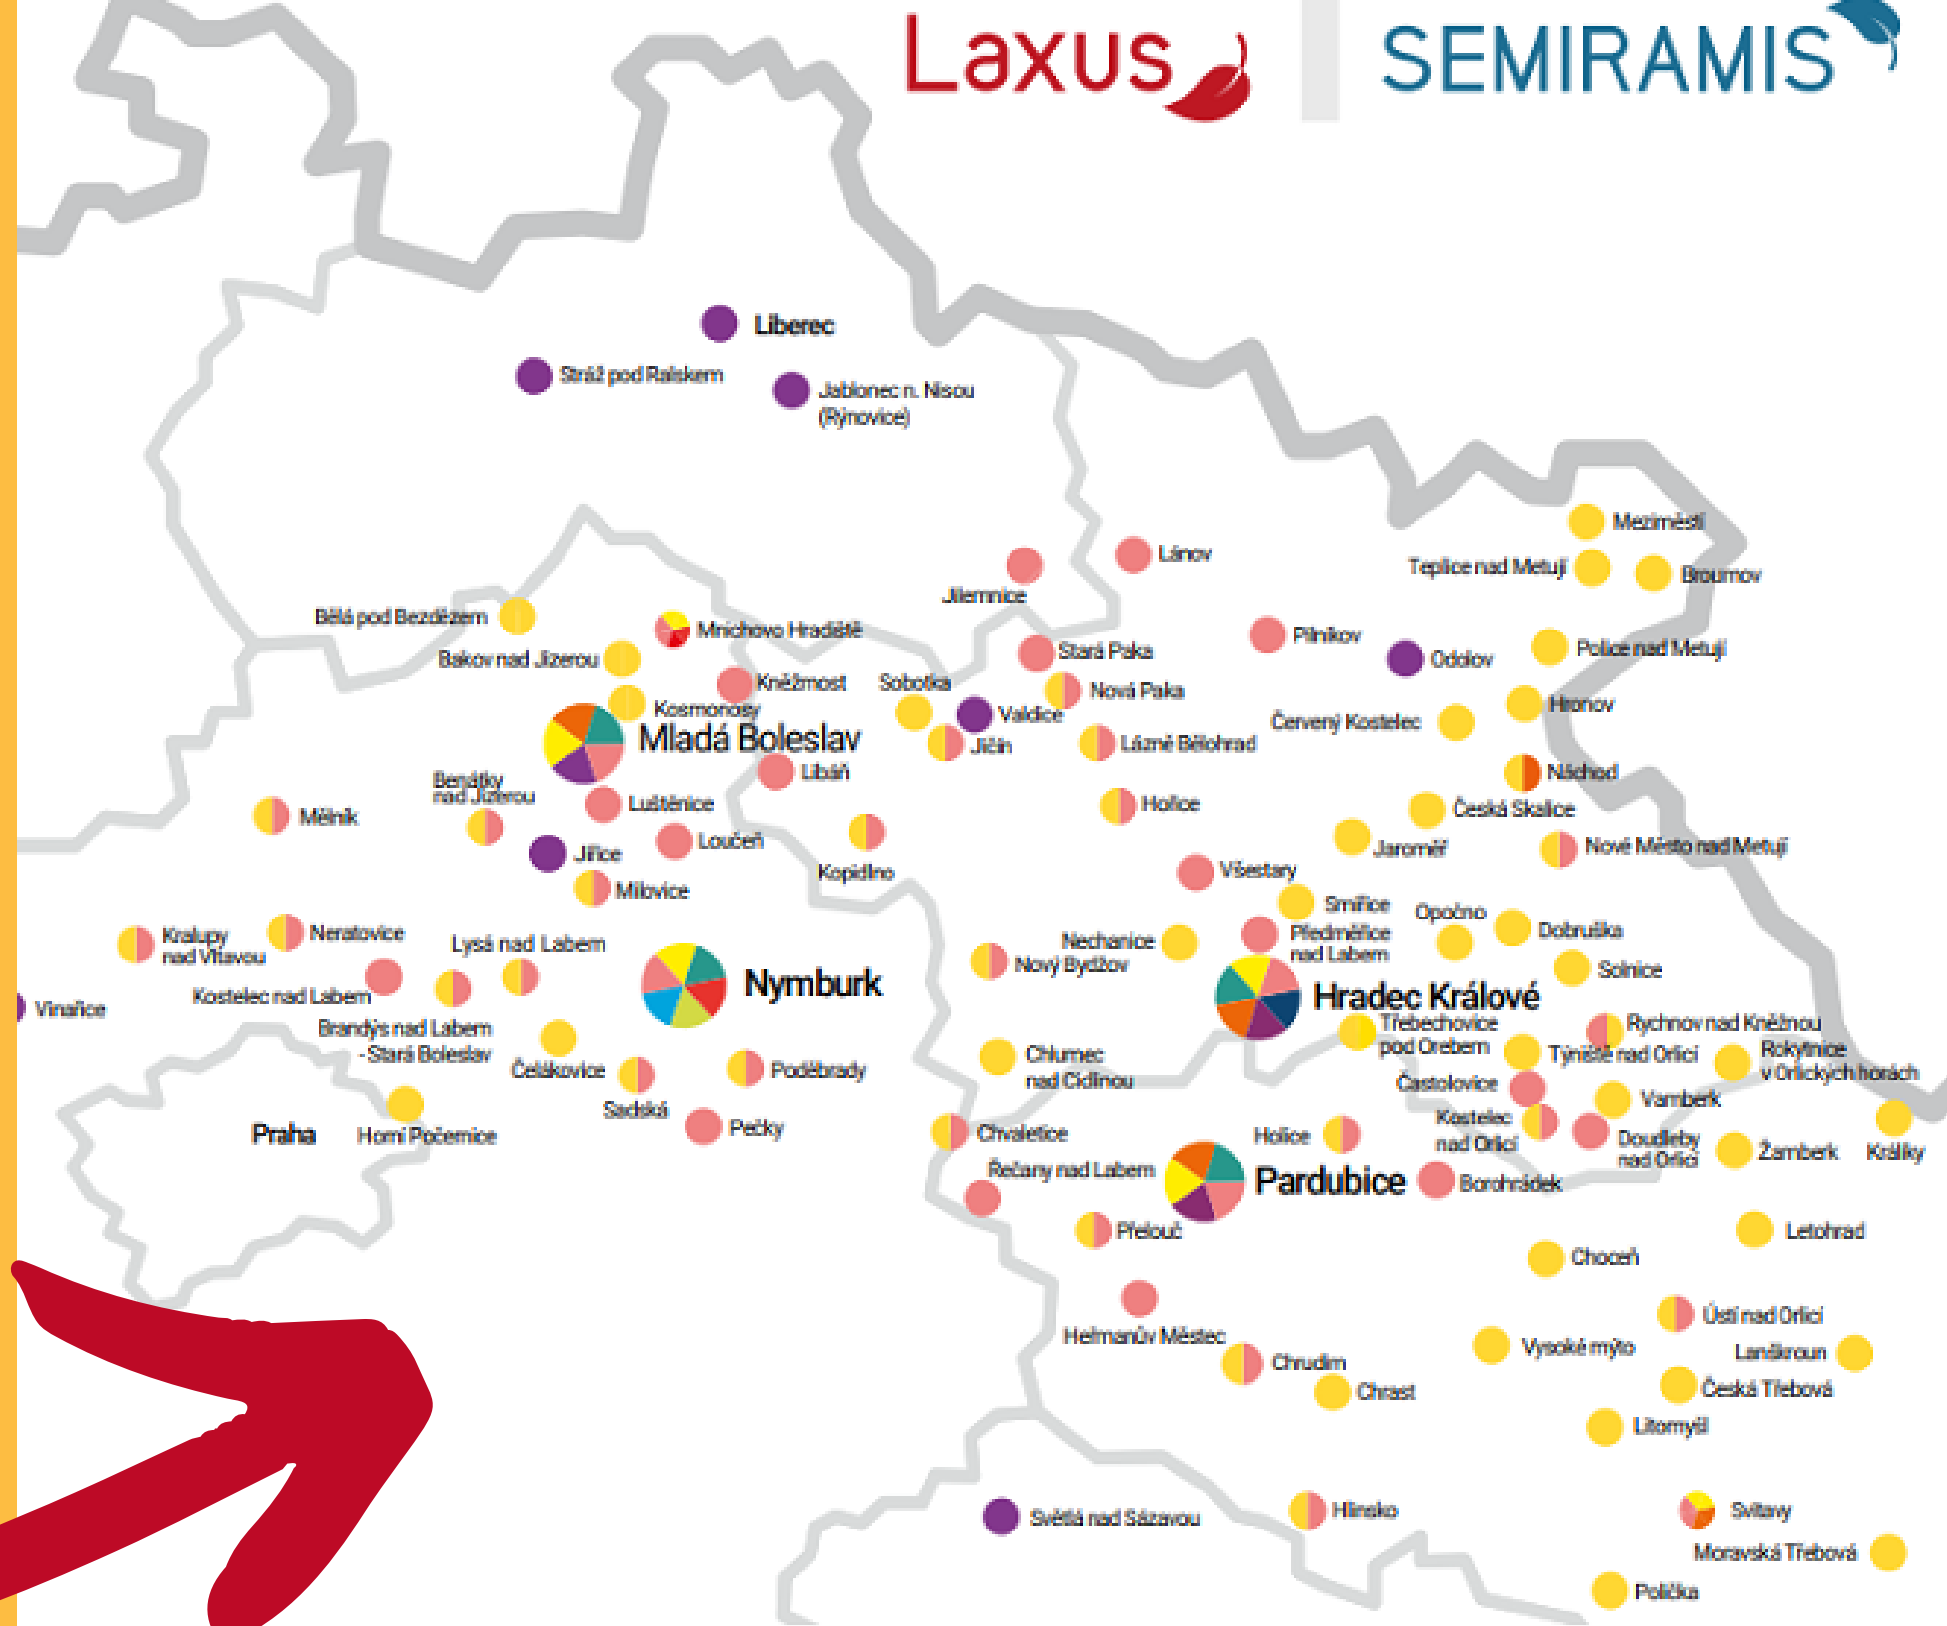 Laxus
SEMIRAMIS
Liberec
Stráž pod Ralskem
Jablonec n. Nisou
(Rýnovice)
Meziměstí
Lánov
Teplice nad Metují
Broumov
Jilemnice
Bělá pod Bezdězem
Mnichovo Hradiště
Pilníkov
Stará Paka
Police nad Metují
Bakov nad Jizerou
Odolov
Kněžmost
Sobotka
Nová Paka
Kosmonosy
Valdice
Hronov
Červený Kostelec
Mladá Boleslav
Jičín
Lázně Bělohrad
Libáň
Náchod
Benátky
nad Jizerou
Luštěnice
Hořice
Česká Skalice
Mělník
Loučeň
Jaroměř
Nové Město nad Metují
Jiřice
Kopidlno
Všestary
Milovice
Smiřice
Opočno
Kralupy
nad Vltavou
Neratovice
Lysá nad Labem
Nechanice
Předměřice
nad Labem
Dobruška
Nový Bydžov
Solnice
Kostelec nad Labem
Nymburk
Hradec Králové
Vinařice
Brandýs nad Labem
- Stará Boleslav
Třebechovice
pod Orebem
Rychnov nad Kněžnou
Čelákovice
Poděbrady
Chlumec
nad Cidlinou
Týniště nad Orlicí
Rokytnice
v Orlických horách
Častolovice
Vamberk
Sadská
Praha
Horní Počernice
Pečky
Chvaletice
Holice
Kostelec
nad Orlicí
Doudleby
nad Orlicí
Žamberk
Králíky
Řečany nad Labem
Pardubice
Borohrádek
Přelouč
Letohrad
Choceň
Heřmanův Městec
Ústí nad Orlicí
Vysoké mýto
Lanškroun
Chrudim
Chrast
Česká Třebová
Litomyšl
Světlá nad Sázavou
Hlinsko
Svitavy
Moravská Třebová
Polička